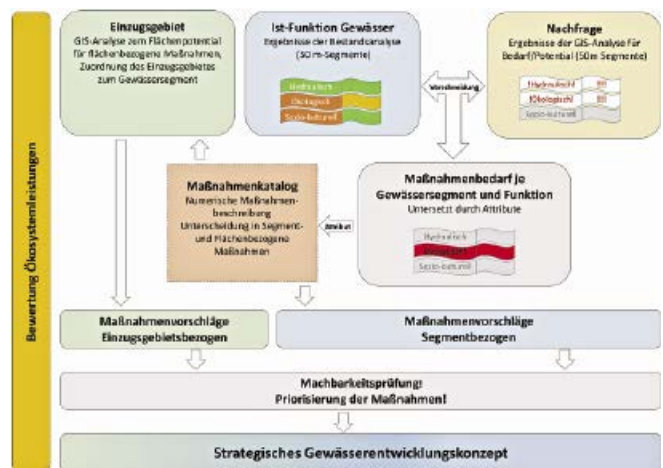 Bewertung Ökosystemleistungen
Einzugsgebiet
GIS-Analyse zum Flächenpotential
für flächenbezogene Maßnahmen,
Zuordnung des Einzugsgebietes
zum Gewässersegment
Ist-Funktion Gewässer
Ergebnisse der Bestandsanalyse
(50 m-Segmente)
Hydraulisch
Ökologisch
Sozio-kulturell
Verschneidung
Nachfrage
Ergebnisse der GIS-Analyse für
Bedarf/Potential (50m Segmente)
!Hydraulisch!
!Ökologisch!
Sozio-kulturell
Maßnahmenkatalog
Numerische Maßnahmen-
beschreibung
Unterscheidung in Segment-
und Flächenbezogene
Maßnahmen
Attribut
Maßnahmenbedarf je
Gewässersegment und Funktion
Untersetzt durch Attribute
Hydraulisch
Sozio-kulturell
Maßnahmenvorschläge
Einzugsgebietsbezogen
Maßnahmenvorschläge
Segmentbezogen
Machbarkeitsprüfung!
Priorisierung der Maßnahmen!
Strategisches Gewässerentwicklungskonzept